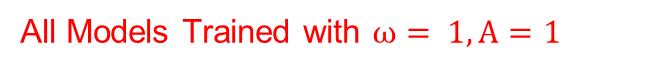 All Models Trained with ω = 1, A = 1